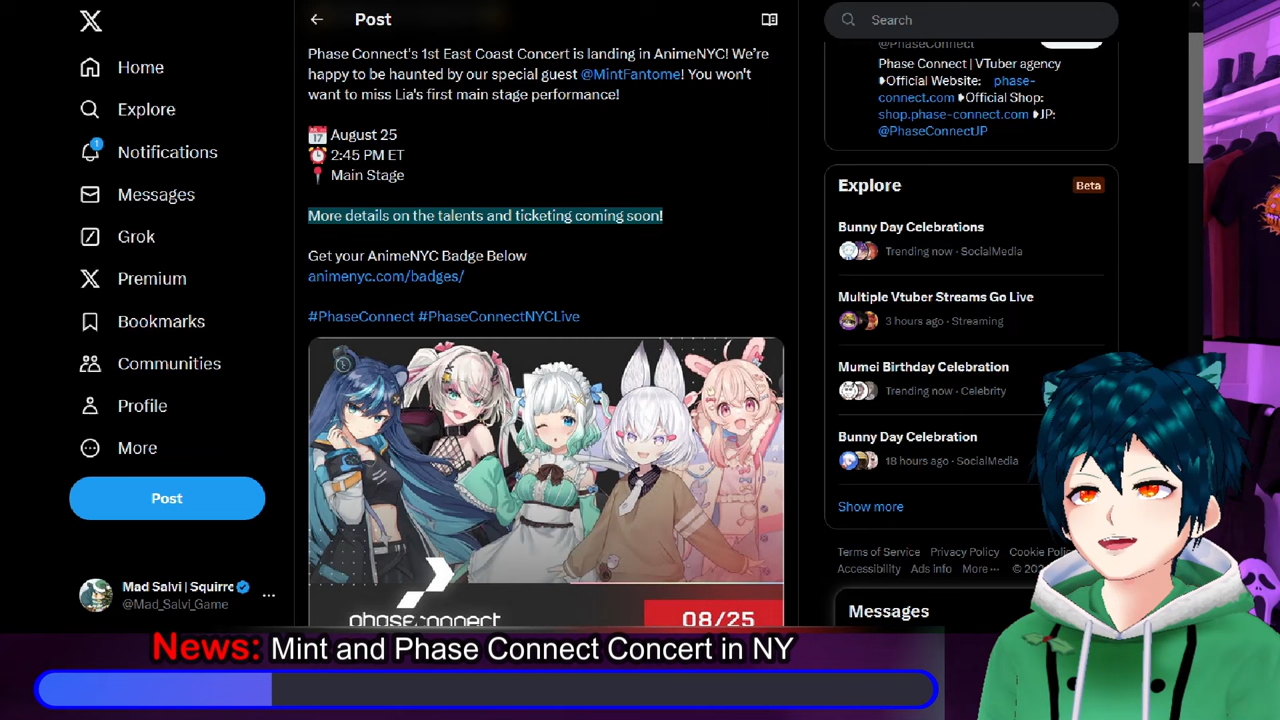 Post
Search
Home
Explore
Notifications
1
Messages
Grok
Premium
Bookmarks
Communities
Profile
More
Post
Mad Salvi | Squirrc
@Mad_Salvi_Game
Phase Connect's 1st East Coast Concert is landing in AnimeNYC! We're
happy to be haunted by our special guest @MintFantome! You won't
want to miss Lia's first main stage performance!
August 25
2:45 PM ET
Main Stage
More details on the talents and ticketing coming soon!
Get your AnimeNYC Badge Below
animenyc.com/badges/
#PhaseConnect #PhaseConnectNYCLive
phase connect
08/25
@PhaseConnect
Phase Connect | VTuber agency
Official Website: phase-
connect.com Official Shop:
shop.phase-connect.com JP:
@PhaseConnectJP
Explore
Beta
Bunny Day Celebrations
Trending now · SocialMedia
Multiple Vtuber Streams Go Live
3 hours ago · Streaming
Mumei Birthday Celebration
Trending now · Celebrity
Bunny Day Celebration
18 hours ago · SocialMedia
Show more
Terms of Service Privacy Policy Cookie
Accessibility Ads info More
Messages
News: Mint and Phase Connect Concert in NY